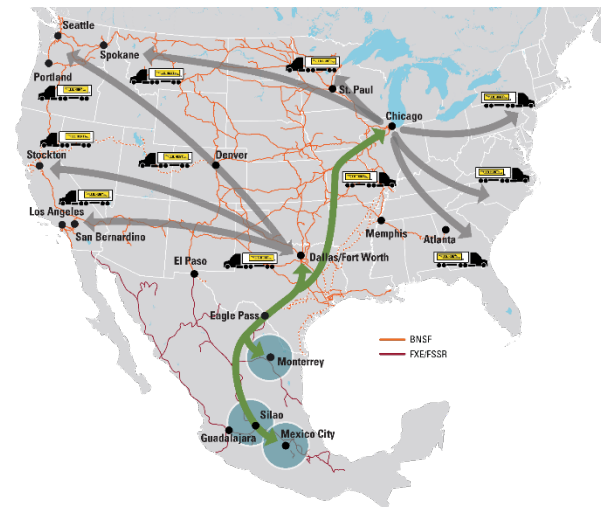 Seattle
Spokane
Portland
St. Paul
Chicago
Stockton
Denver
Los Angeles
San Bernardino
Memphis
Atlanta
El Paso
Dallas/Fort Worth
Eagle Pass
BNSF
FXE/FSSR
Monterrey
Silao
Guadalajara
Mexico City